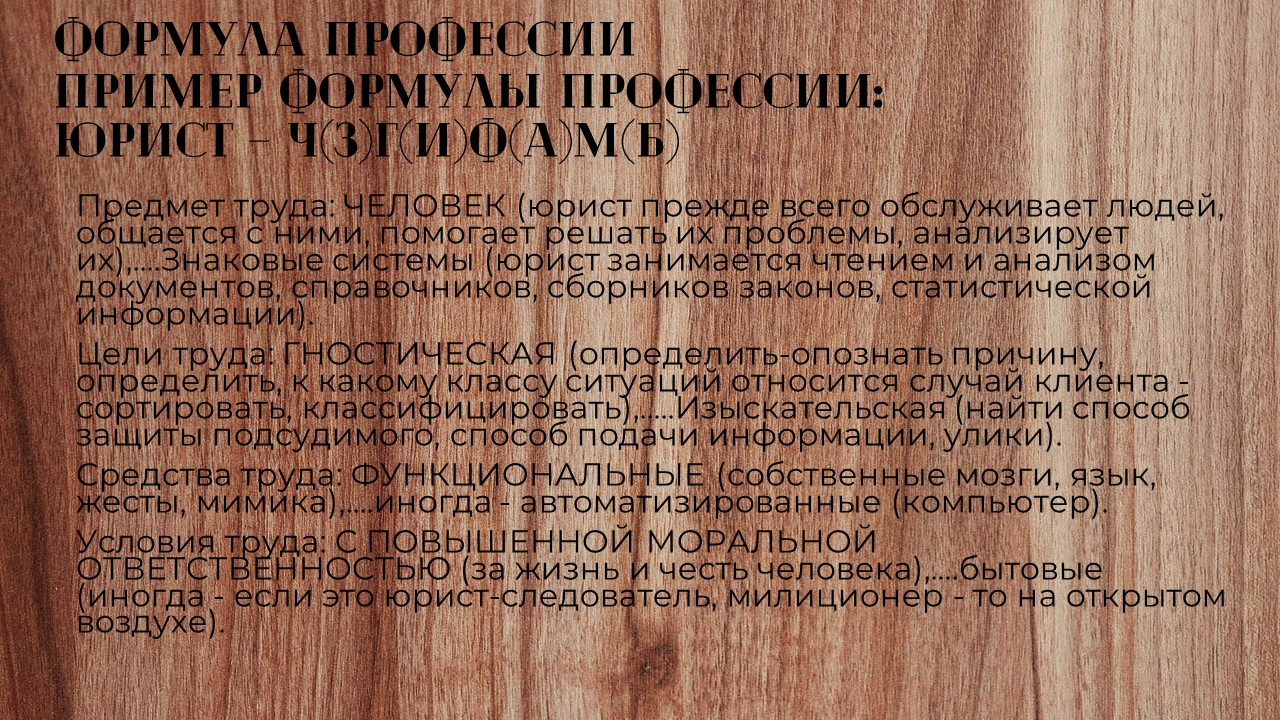 ФОРМУЛА ПРОФЕССИИ
ПРИМЕР ФОРМУЛЫ ПРОФЕССИИ:
ЮРИСТ – Ч(З)Г(И)Ф(А)М(Б)
Предмет труда: ЧЕЛОВЕК (юрист прежде всего обслуживает людей,
общается с ними, помогает решать их проблемы, анализирует
их),....Знаковые системы (юрист занимается чтением и анализом
документов, справочников, сборников законов, статистической
информации).
Цели труда: ГНОСТИЧЕСКАЯ (определить-опознать причину,
определить, к какому классу ситуаций относится случай клиента -
сортировать, классифицировать),.....Изыскательская (найти способ
защиты подсудимого, способ подачи информации, улики).
Средства труда: ФУНКЦИОНАЛЬНЫЕ (собственные мозги, язык,
жесты, мимика),....иногда - автоматизированные (компьютер).
Условия труда: С ПОВЫШЕННОЙ МОРАЛЬНОЙ
ОТВЕТСТВЕННОСТЬЮ (за жизнь и честь человека),....бытовые
(иногда - если это юрист-следователь, милиционер - то на открытом
воздухе).